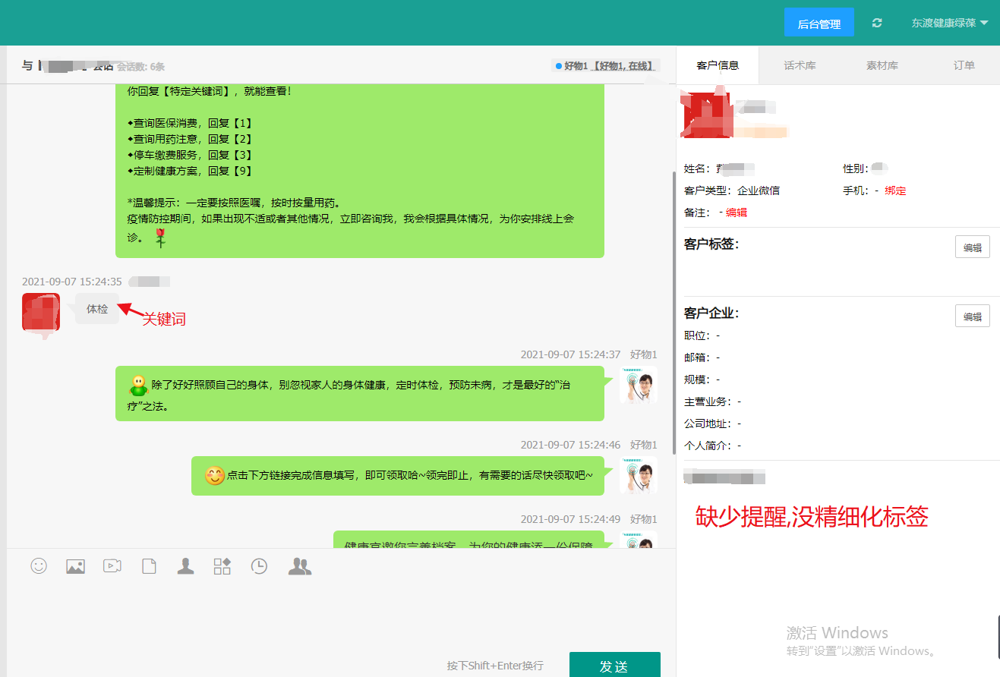 后台管理
东渡健康绿葆
与
会话 会话数: 6条
好物1 【好物1, 在线】
客户信息
话术库
素材库
订单
你回复【特定关键词】，就能查看！
◆查询医保消费，回复【1】
◆查询用药注意，回复【2】
◆停车缴费服务，回复【3】
◆定制健康方案，回复【9】
*温馨提示：一定要按照医嘱，按时按量用药。
疫情防控期间，如果出现不适或者其他情况，立即咨询我，我会根据具体情况，为你安排线上会
诊。
2021-09-07 15:24:35
体检
关键词
2021-09-07 15:24:37 好物1
除了好好照顾自己的身体，别忽视家人的身体健康，定时体检，预防未病，才是最好的“治
疗”之法。
2021-09-07 15:24:46 好物1
点击下方链接完成信息填写，即可领取哈~领完即止，有需要的话尽快领取吧~
2021-09-07 15:24:49 好物1
健康享邀您完善档案，为您的健康添一份保障
按下Shift+Enter换行
发 送
姓名：
性别：
客户类型：企业微信
手机：- 绑定
备注： - 编辑
客户标签：
编辑
客户企业：
编辑
职位：-
邮箱：-
规模：-
主营业务：-
公司地址：-
个人简介：-
缺少提醒,没精细化标签
激活 Windows
转到“设置”以激活 Windows。